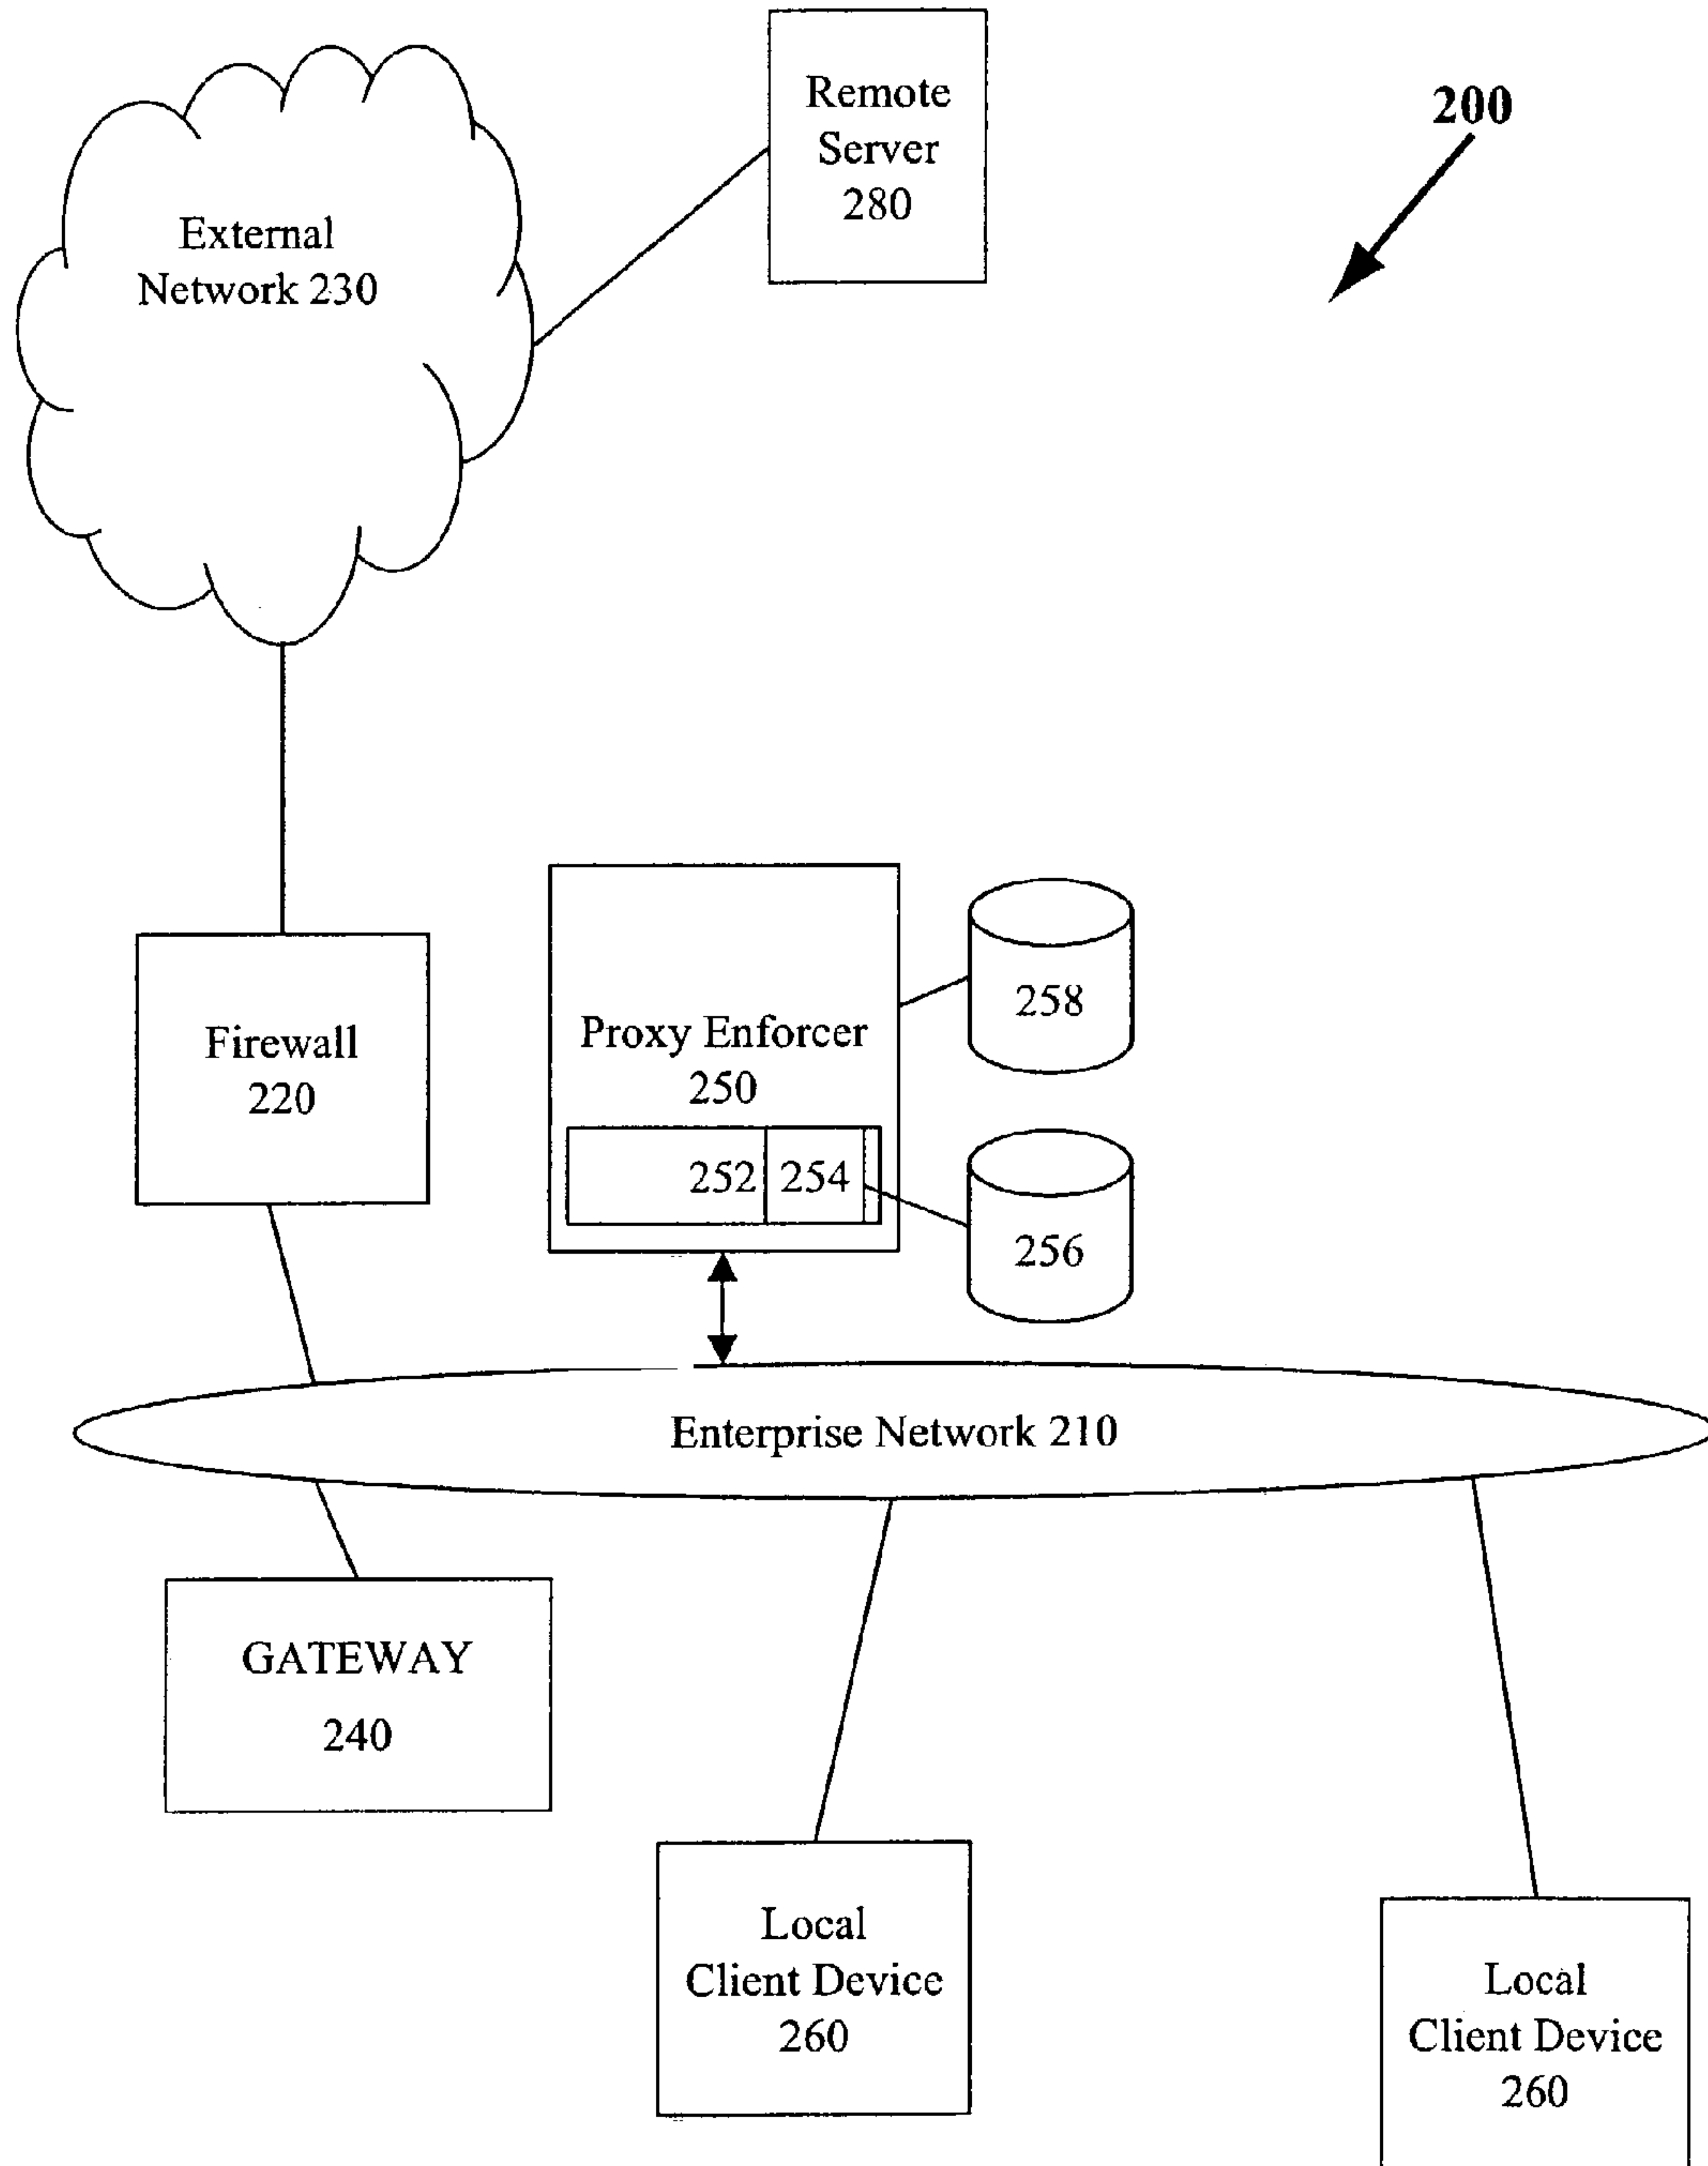 Remote
Server
280
200
External
Network 230
Firewall
220
Proxy Enforcer
250
252
254
258
256
Enterprise Network 210
GATEWAY
240
Local
Client Device
260
Local
Client Device
260